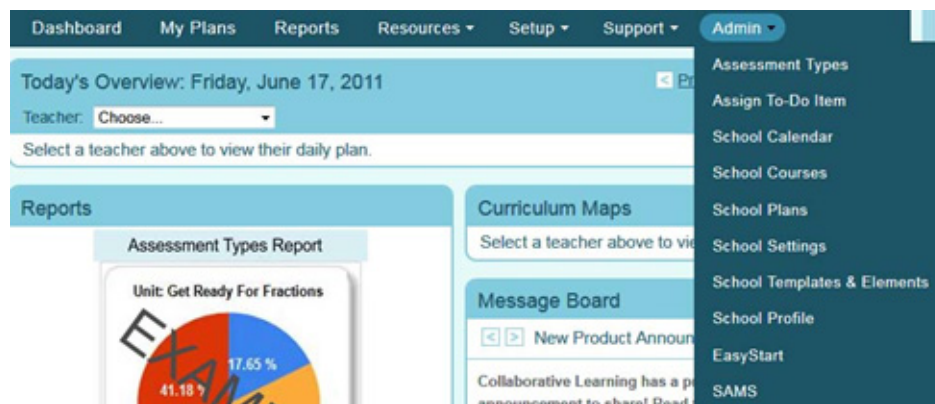 Dashboard My Plans Reports Resources Setup Support Admin
Today's Overview: Friday, June 17, 2011
Teacher: Choose...
Select a teacher above to view their daily plan.
Reports
Assessment Types Report
Unit: Get Ready For Fractions
17.65 %
41.18 %
Curriculum Maps
Select a teacher above to
Message Board
< > New Product
Collaborative Learning has a
announcement to share! Read
Assessment Types
Assign To-Do Item
School Calendar
School Courses
School Plans
School Settings
School Templates & Elements
School Profile
EasyStart
SAMS